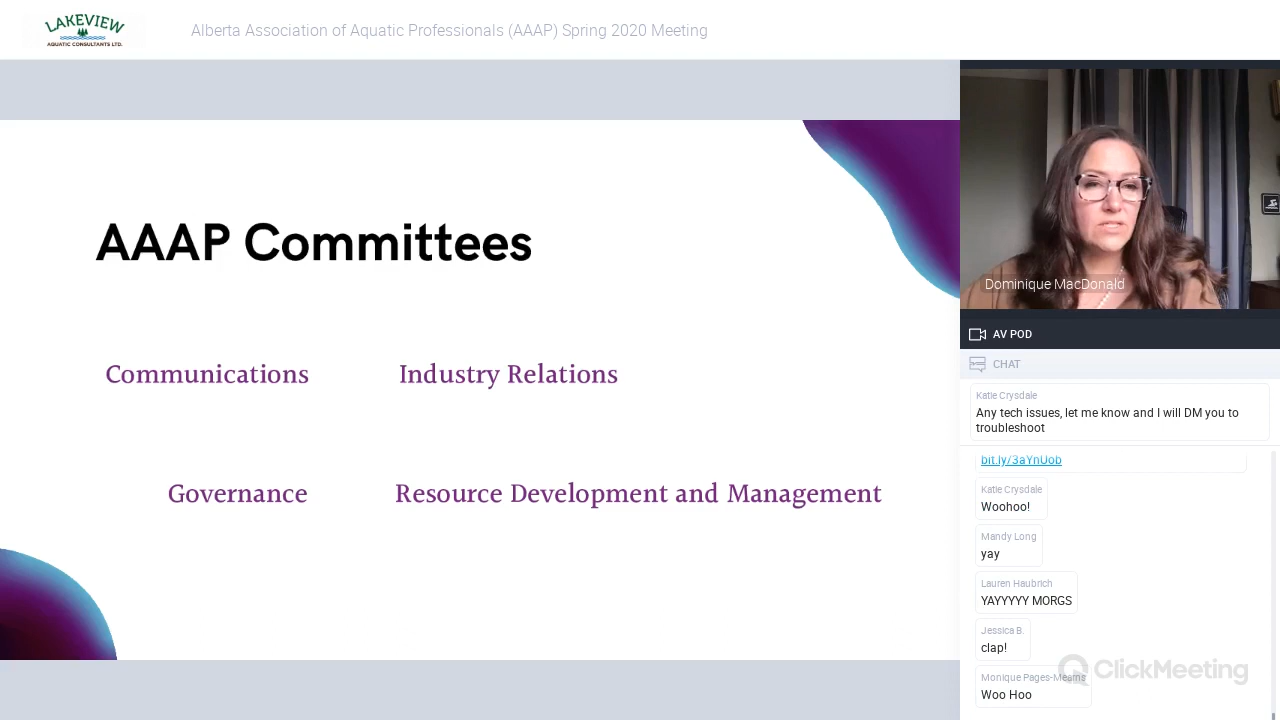 LAKEVIEW
AQUATIC CONSULTANTS LTD.
Alberta Association of Aquatic Professionals (AAAP) Spring 2020 Meeting
AAAP Committees
Communications
Industry Relations
Governance
Resource Development and Management
Dominique MacDonald
AV POD
CHAT
Katie Crysdale
Any tech issues, let me know and I will DM you to
troubleshoot
bit.ly/3aYnUob
Katie Crysdale
Woohoo!
Mandy Long
yay
Lauren Haubrich
YAYYYYY MORGS
Jessica B.
clap!
Monique Pages-Mearns
Woo Hoo
ClickMeeting